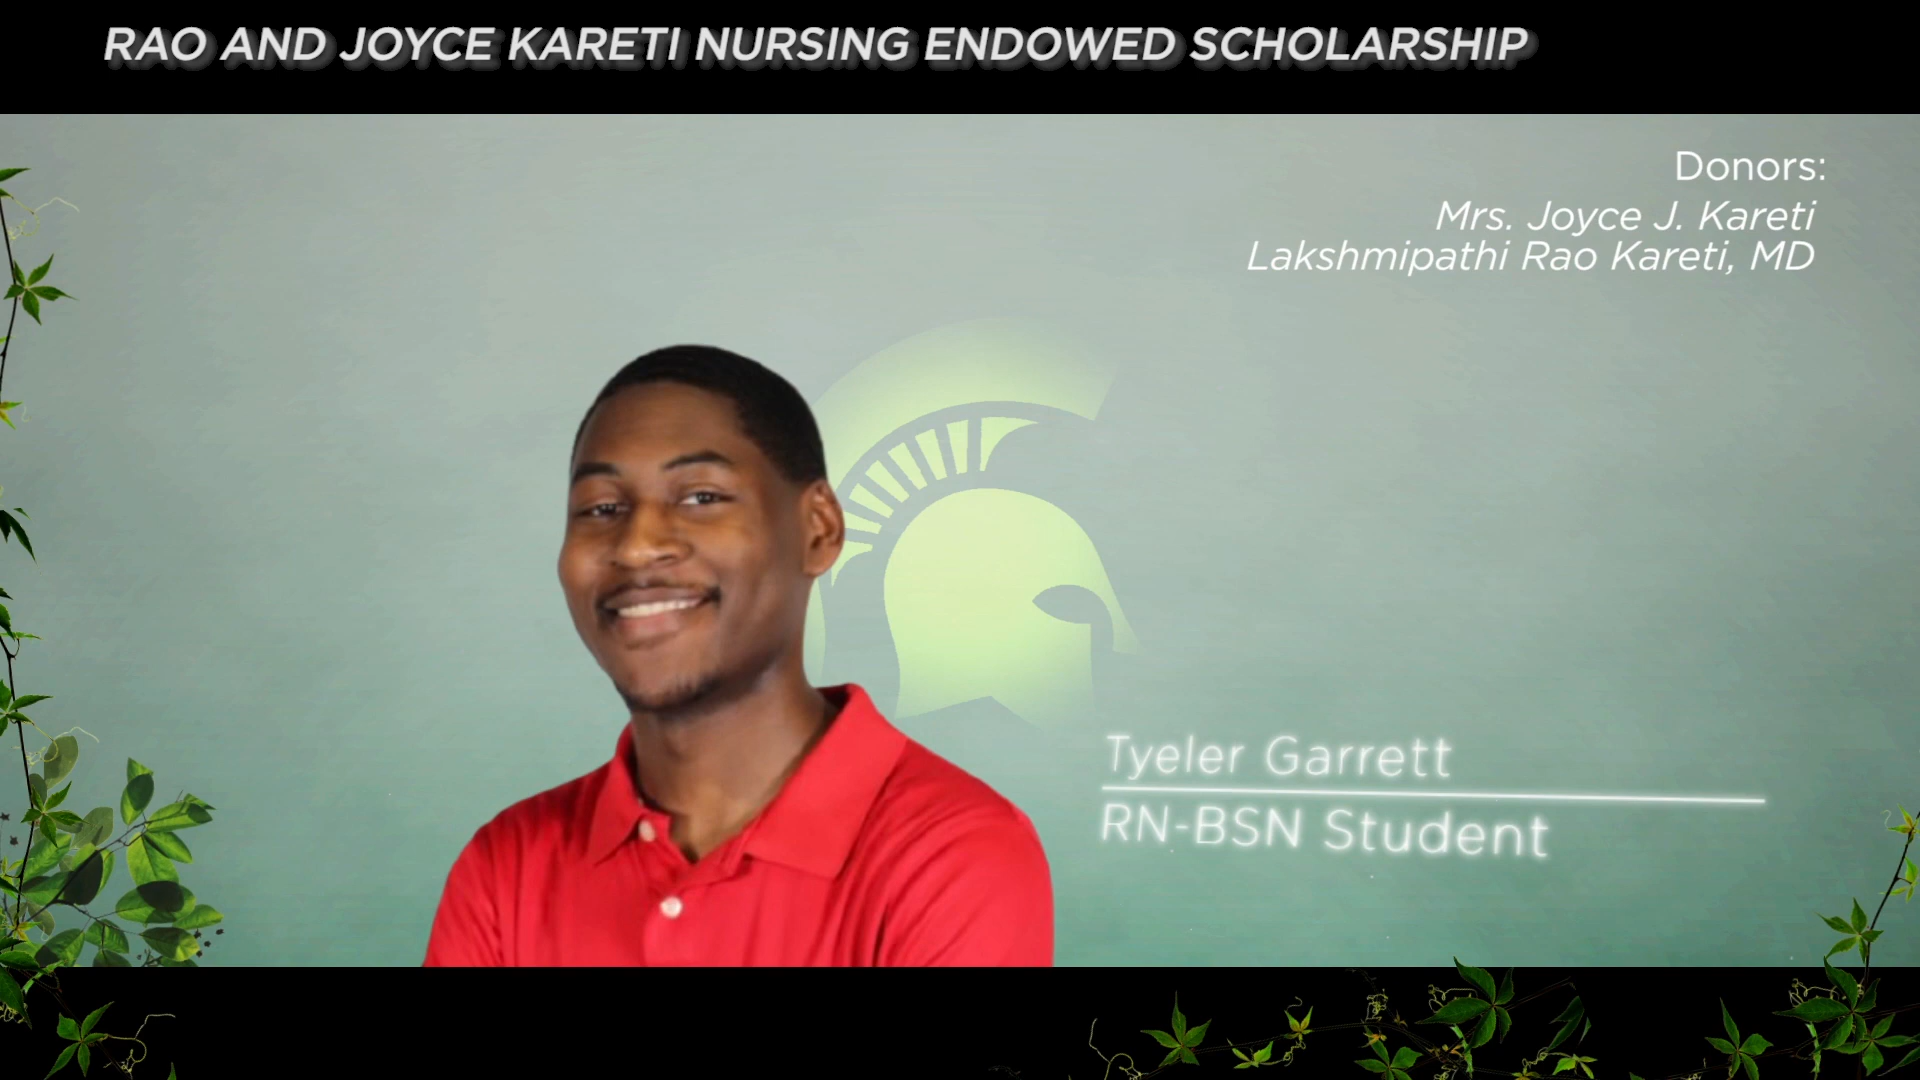 RAO AND JOYCE KARETI NURSING ENDOWED SCHOLARSHIP
Donors:
Mrs. Joyce J. Kareti
Lakshmipathi Rao Kareti, MD
Tyeler Garrett
RN-BSN Student